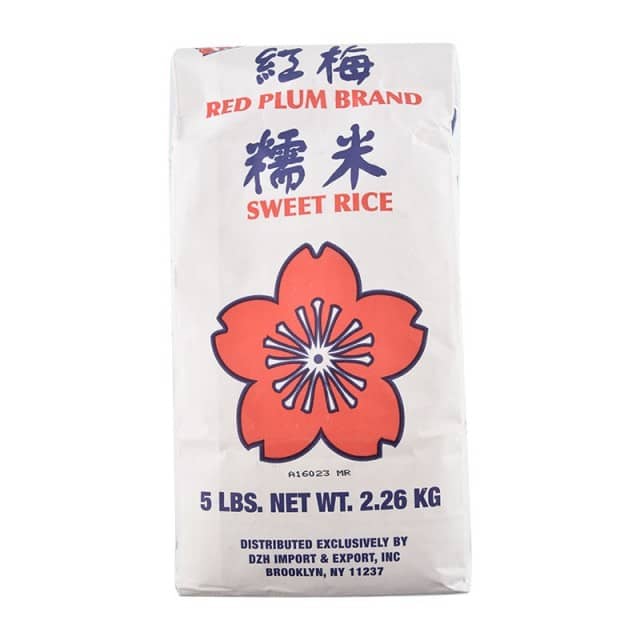 紅梅
RED PLUM BRAND
糯米
SWEET RICE
A16023 MR
5 LBS. NET WT. 2.26 KG
DISTRIBUTED EXCLUSIVELY BY
DZH IMPORT & EXPORT, INC
BROOKLYN, NY 11237